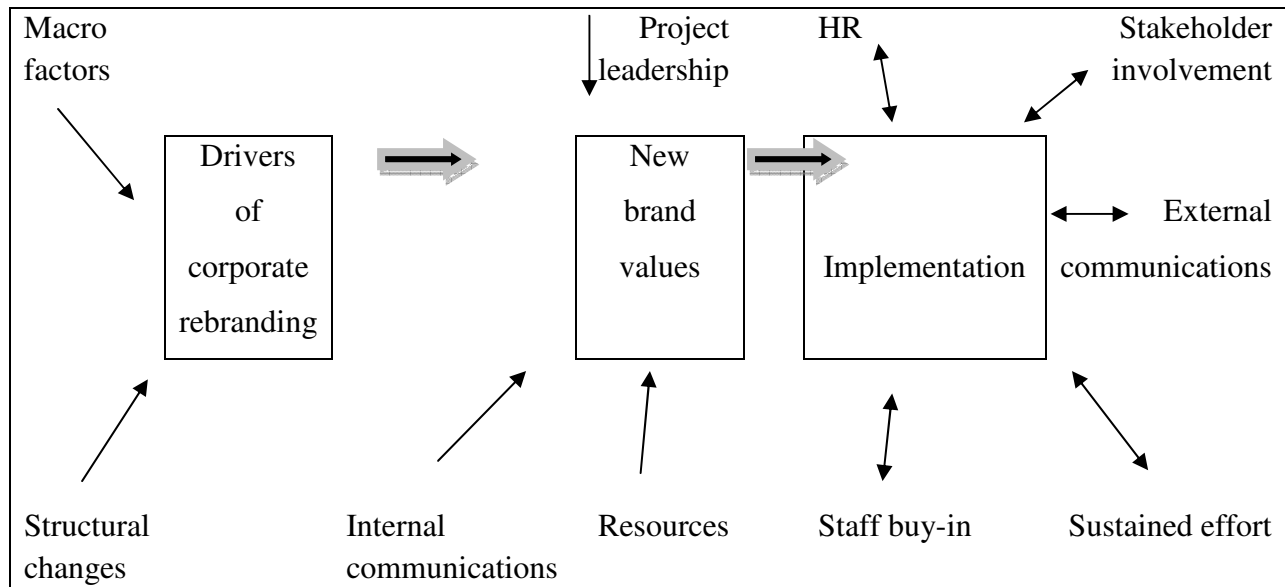 Macro
factors
Project
leadership
HR
Stakeholder
involvement
Drivers
of
corporate
rebranding
New
brand
values
Implementation
External
communications
Structural
changes
Internal
communications
Resources
Staff buy-in
Sustained effort